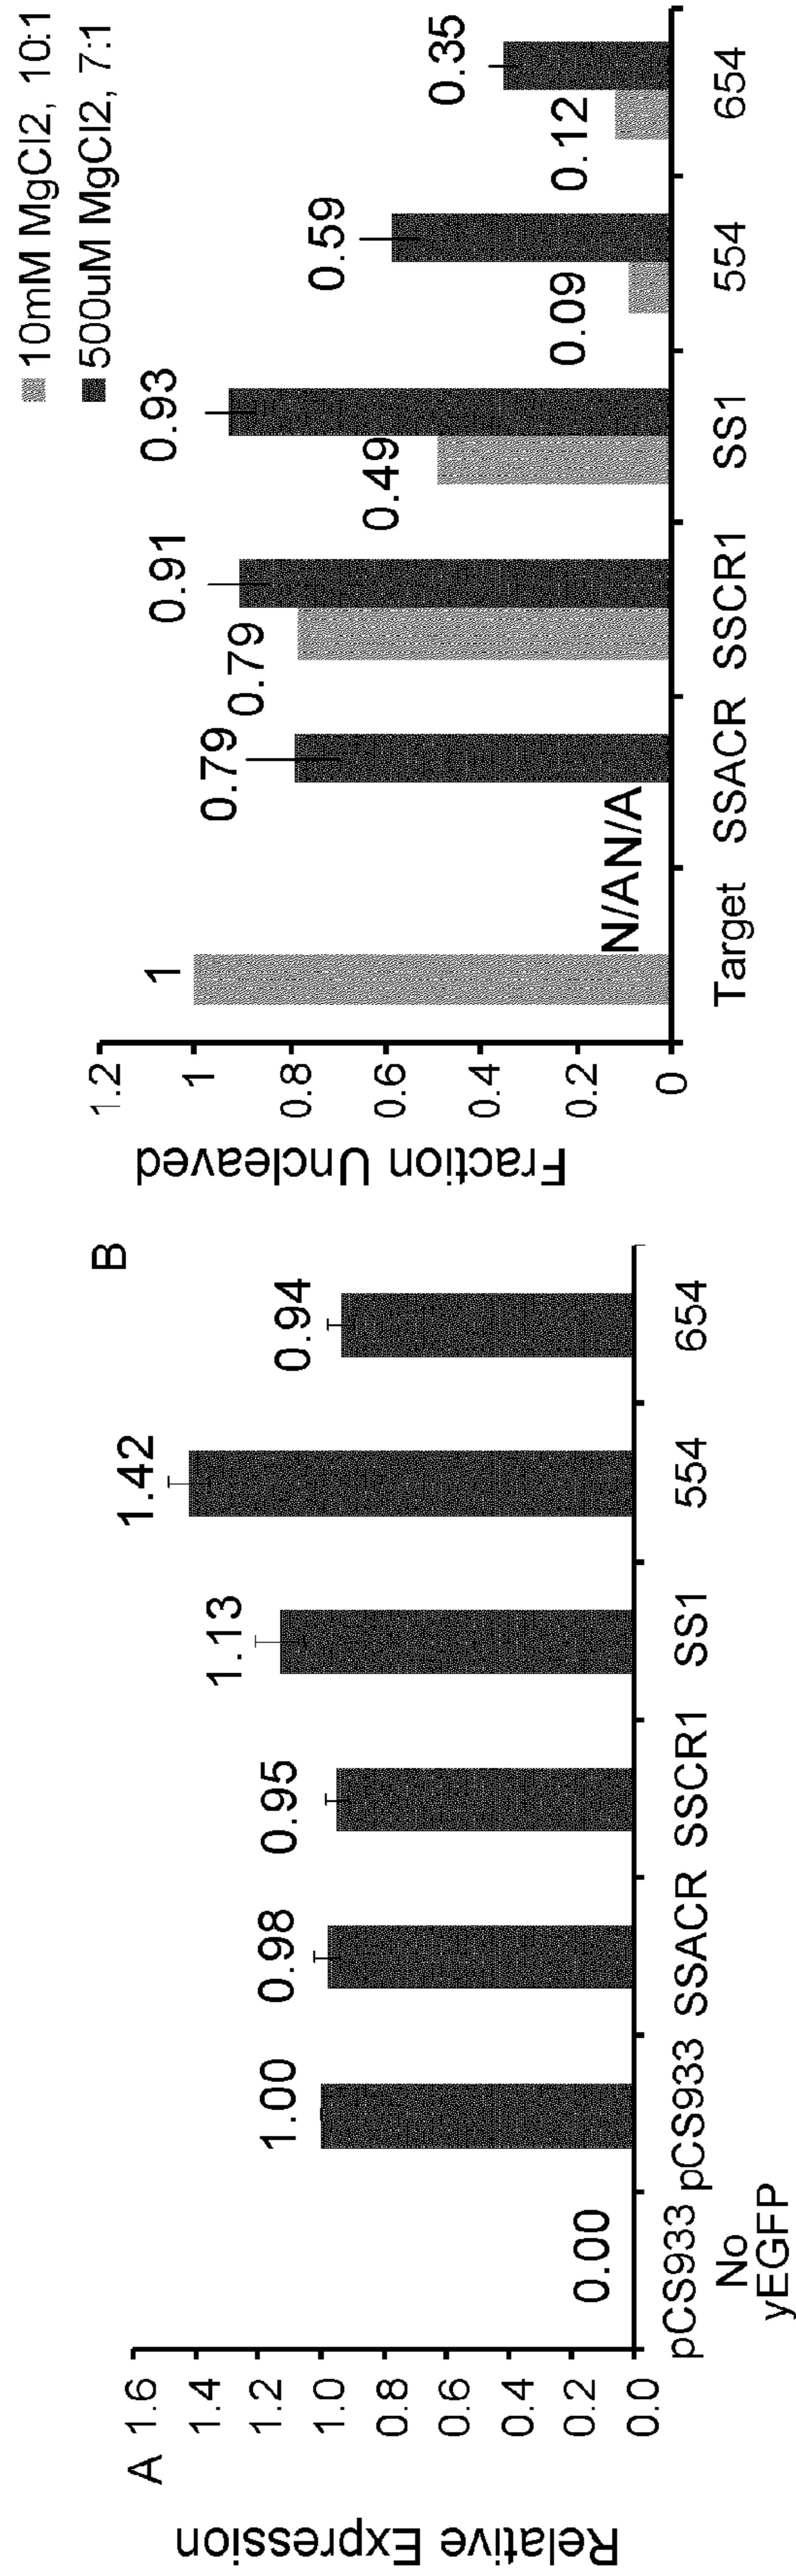 A
Relative Expression
1.6
1.4
1.2
1.0
0.8
0.6
0.4
0.2
0.0
0.00
1.00
0.98
0.95
1.13
1.42
0.94
pCS933 pCS933 SSACR SSCR1 SS1 554 654
No
yEGFP
B
10mM MgCl2, 10:1
500uM MgCl2, 7:1
Fraction Uncleaved
1.2
1
0.8
0.6
0.4
0.2
0
1
N/A
N/A
0.79
0.79
0.91
0.49
0.93
0.09
0.59
0.12
0.35
Target SSACR SSCR1 SS1 554 654